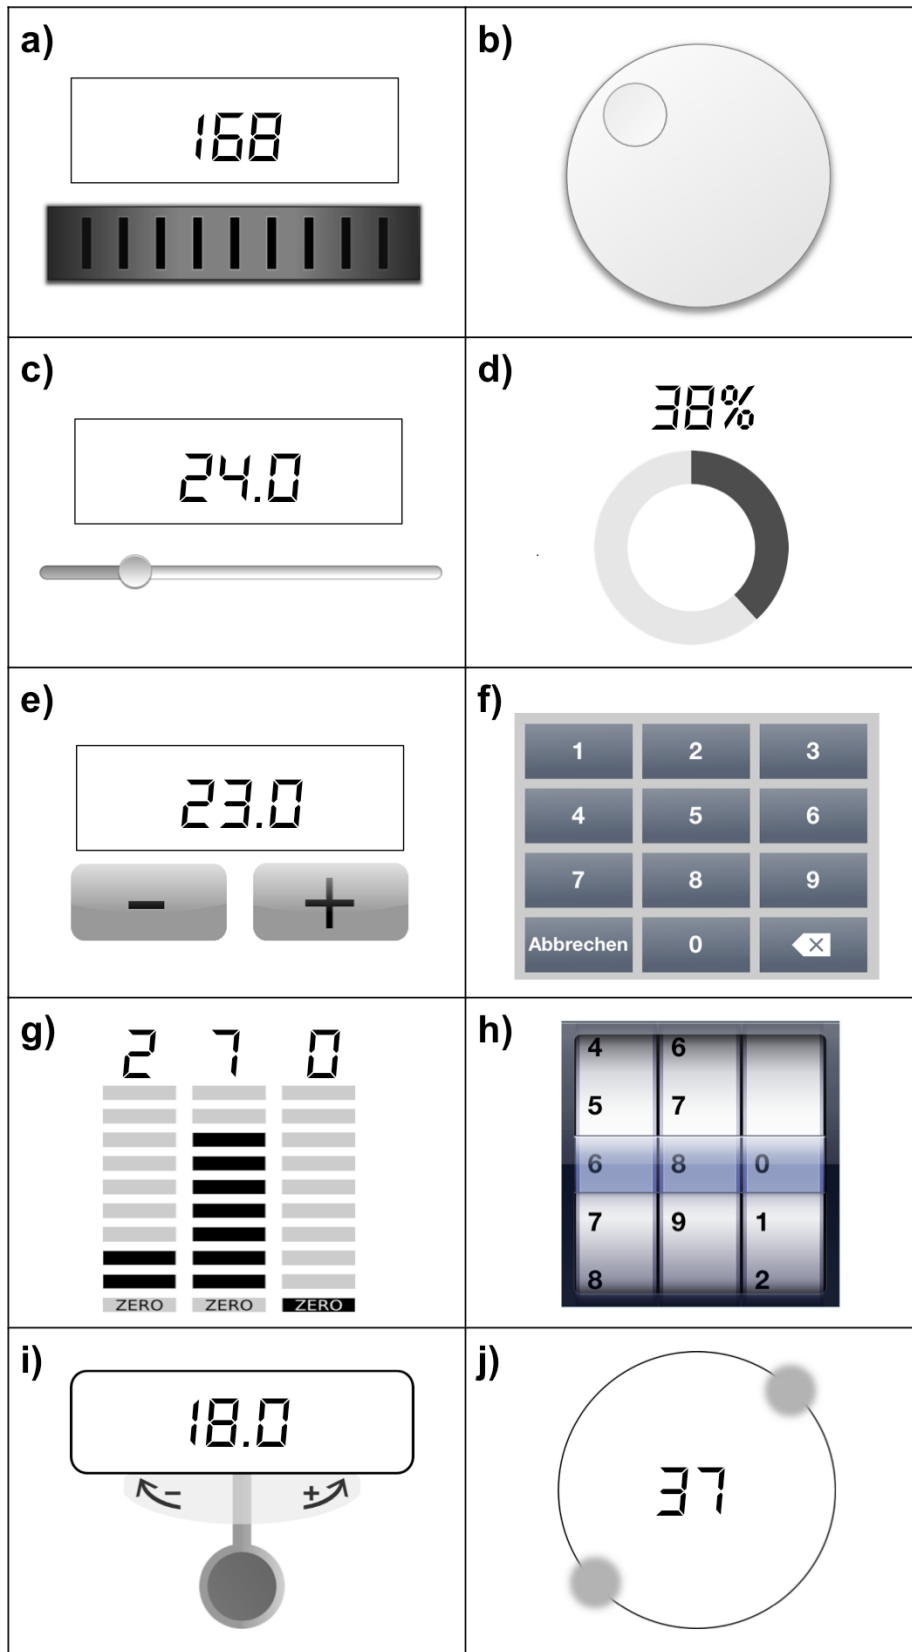 a)
168
b)
c)
24.0
d)
38%
e)
23.0
- +
f)
1 2 3
4 5 6
7 8 9
Abbrechen 0
g)
2 7 0
ZERO ZERO ZERO
h)
4 6
5 7
6 8 0
7 9 1
8 2
i)
18.0
- +
j)
37